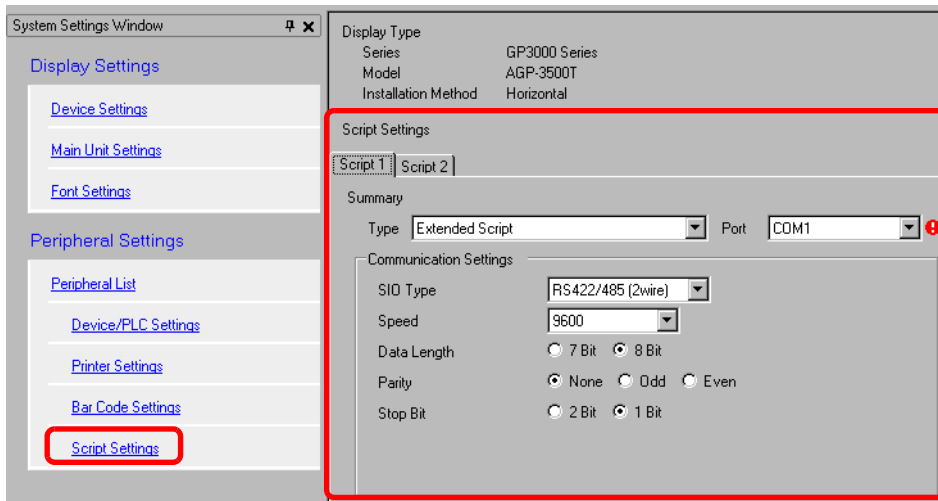 System Settings Window
Display Settings
Device Settings
Main Unit Settings
Font Settings
Peripheral Settings
Peripheral List
Device/PLC Settings
Printer Settings
Bar Code Settings
Script Settings
Display Type
Series GP3000 Series
Model AGP-3500T
Installation Method Horizontal
Script Settings
Script 1 Script 2
Summary
Type Extended Script Port COM1
Communication Settings
SIO Type RS422/485 (2wire)
Speed 9600
Data Length 7 Bit 8 Bit
Parity None Odd Even
Stop Bit 2 Bit 1 Bit